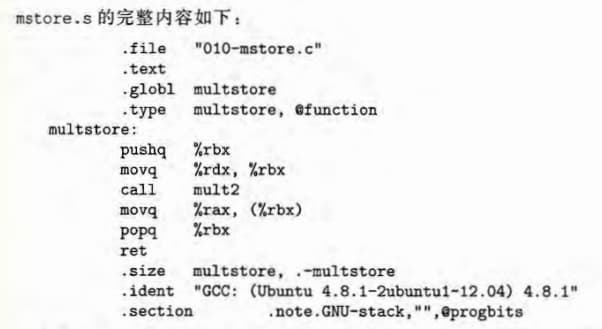 mstore.s 的完整内容如下：
.file "010-mstore.c"
.text
.globl multstore
.type multstore, @function
multstore:
pushq %rbx
movq %rdx, %rbx
call mult2
movq %rax, (%rbx)
popq %rbx
ret
.size multstore, .-multstore
.ident "GCC: (Ubuntu 4.8.1-2ubuntu1-12.04) 4.8.1"
.section .note.GNU-stack,"",@progbits